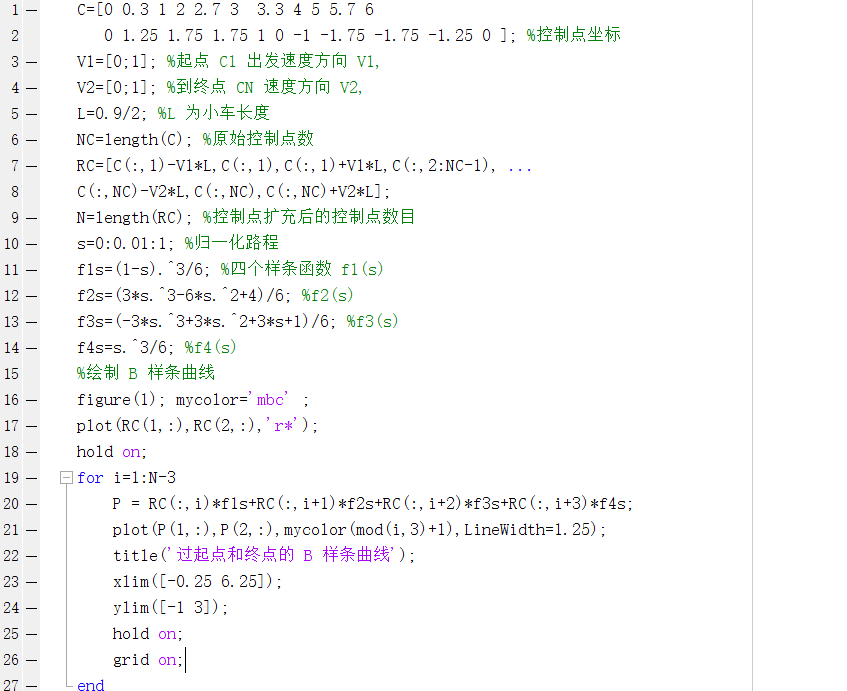 1 — C=[0 0.3 1 2 2.7 3  3.3 4 5 5.7 6
2 0 1.25 1.75 1.75 1 0 -1 -1.75 -1.75 -1.25 0 ]; %控制点坐标
3 — V1=[0;1]; %起点 C1 出发速度方向 V1,
4 — V2=[0;1]; %到终点 CN 速度方向 V2,
5 — L=0.9/2; %L 为小车长度
6 — NC=length(C); %原始控制点数
7 — RC=[C(:,1)-V1*L,C(:,1),C(:,1)+V1*L,C(:,2:NC-1), ...
8 C(:,NC)-V2*L,C(:,NC),C(:,NC)+V2*L];
9 — N=length(RC); %控制点扩充后的控制点数目
10 — s=0:0.01:1; %归一化路程
11 — f1s=(1-s).^3/6; %四个样条函数 f1(s)
12 — f2s=(3*s.^3-6*s.^2+4)/6; %f2(s)
13 — f3s=(-3*s.^3+3*s.^2+3*s+1)/6; %f3(s)
14 — f4s=s.^3/6; %f4(s)
15 %绘制 B 样条曲线
16 — figure(1); mycolor='mbc' ;
17 — plot(RC(1,:),RC(2,:),'r*');
18 — hold on;
19 — for i=1:N-3
20 — P = RC(:,i)*f1s+RC(:,i+1)*f2s+RC(:,i+2)*f3s+RC(:,i+3)*f4s;
21 — plot(P(1,:),P(2,:),mycolor(mod(i,3)+1),LineWidth=1.25);
22 — title('过起点和终点的 B 样条曲线');
23 — xlim([-0.25 6.25]);
24 — ylim([-1 3]);
25 — hold on;
26 — grid on;
27 — end